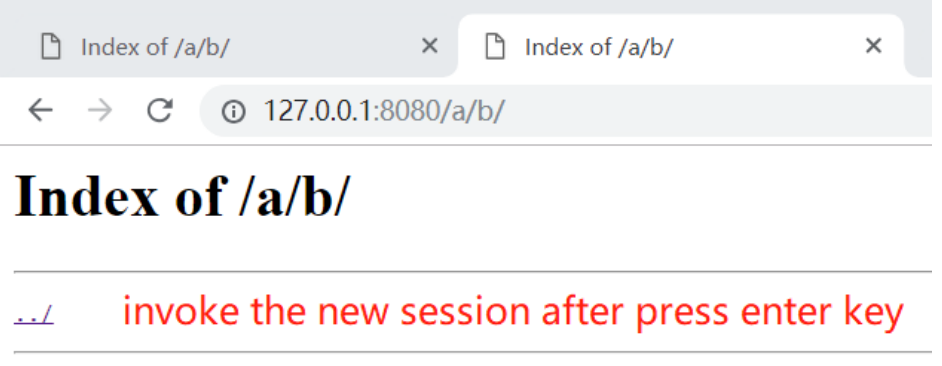 Index of /a/b/
Index of /a/b/
127.0.0.1:8080/a/b/
Index of /a/b/
../ invoke the new session after press enter key